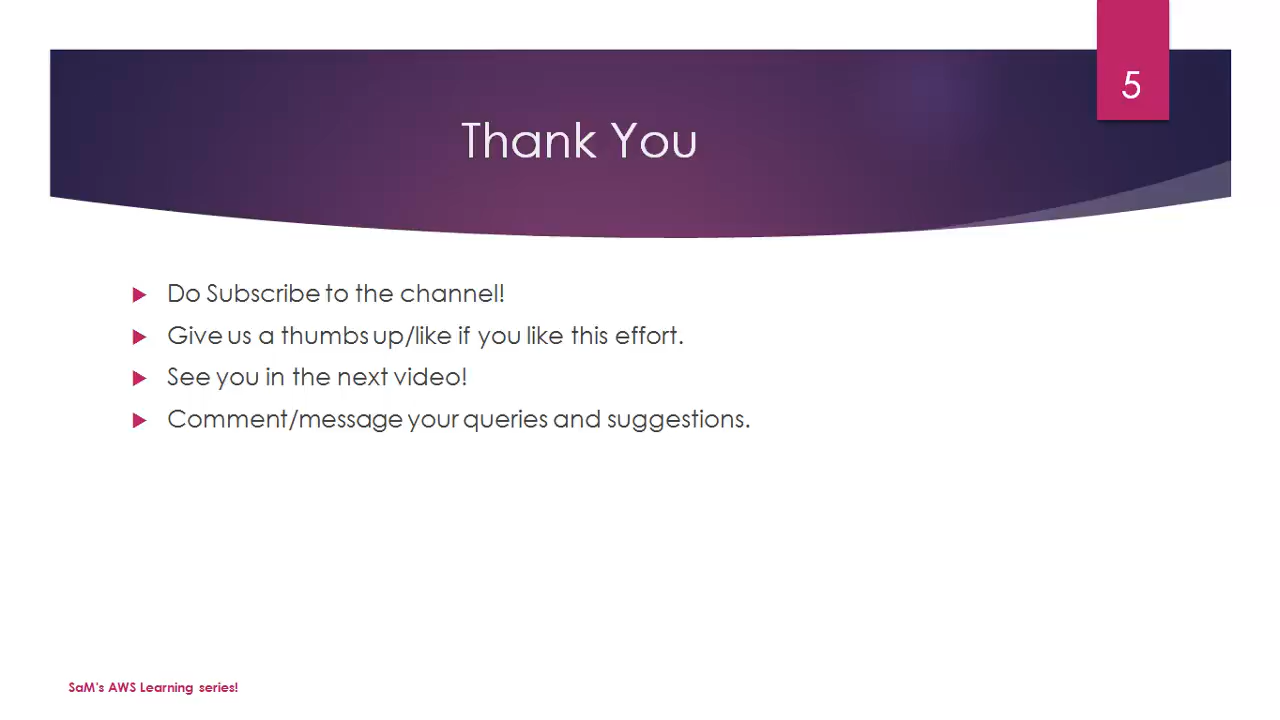 5
Thank You
Do Subscribe to the channel!
Give us a thumbs up/like if you like this effort.
See you in the next video!
Comment/message your queries and suggestions.
SaM's AWS Learning series!